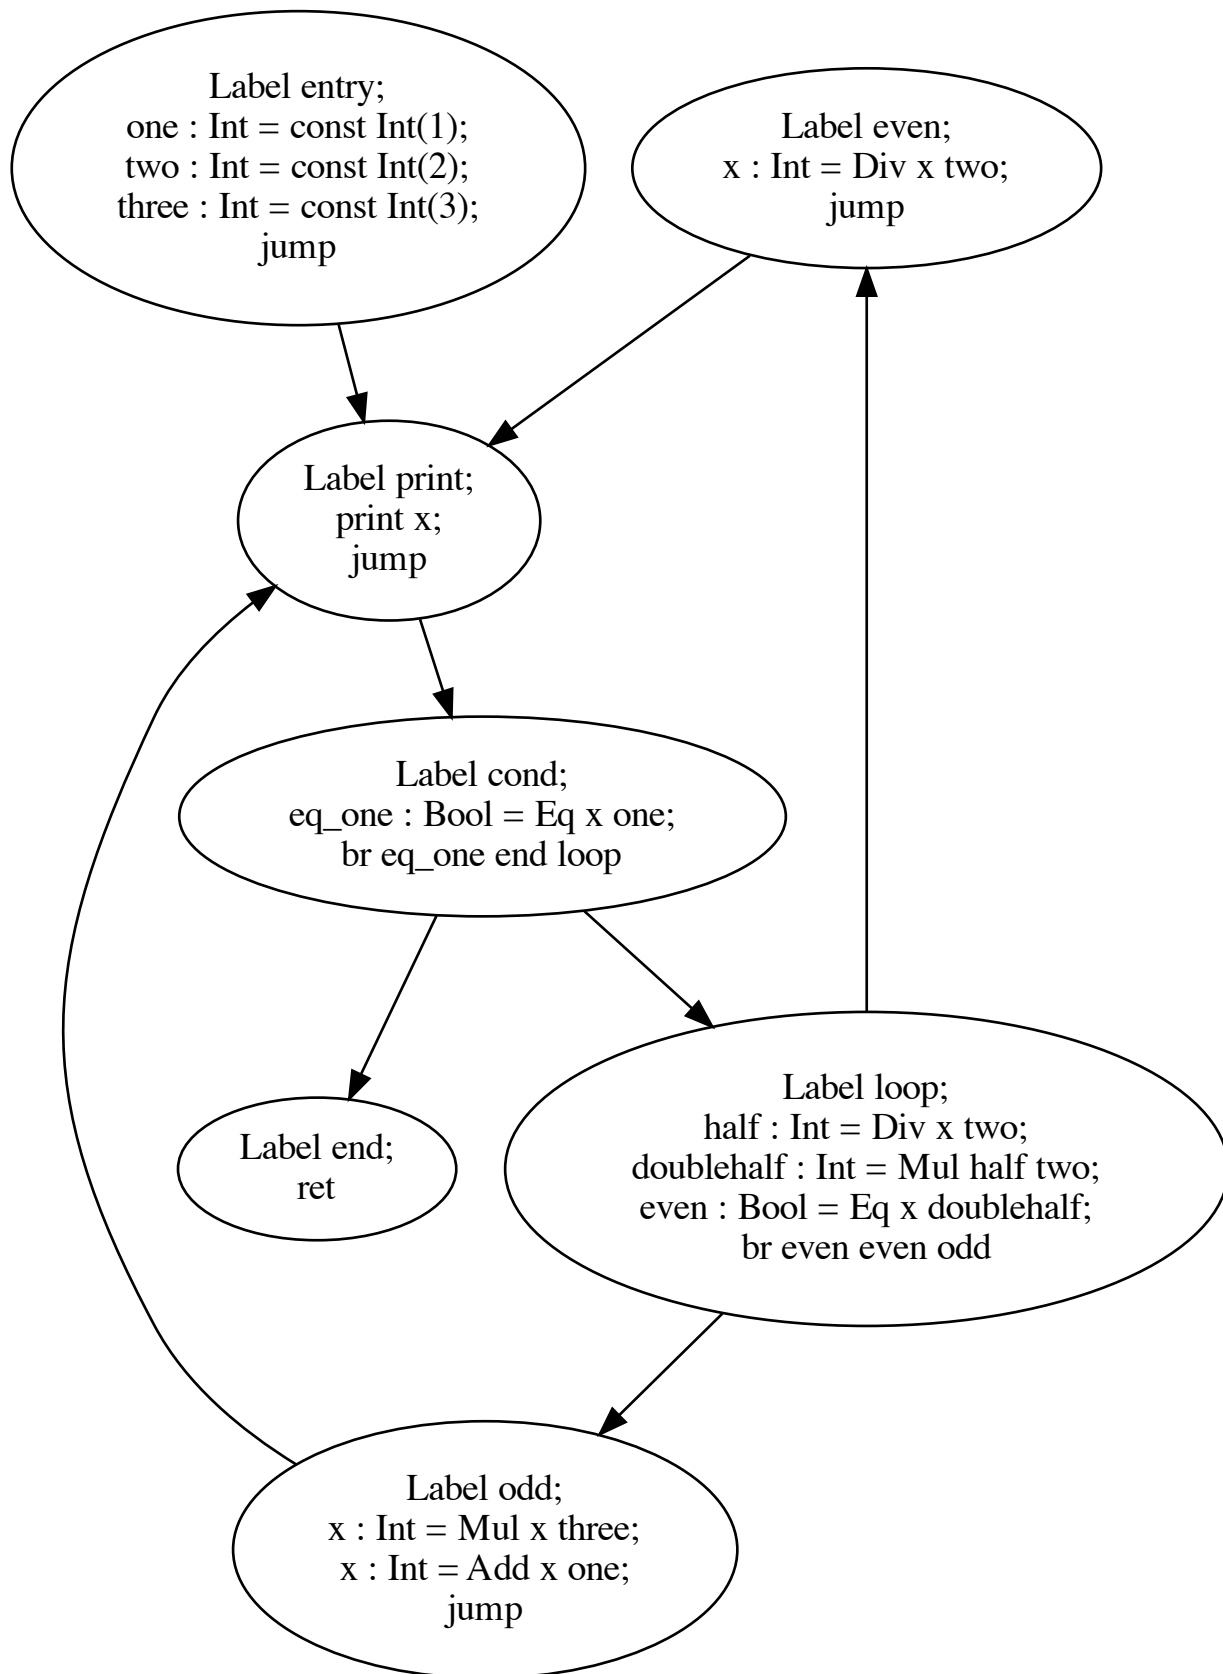 Label entry;
one : Int = const Int(1);
two : Int = const Int(2);
three : Int = const Int(3);
jump
Label even;
x : Int = Div x two;
jump
Label print;
print x;
jump
Label cond;
eq_one : Bool = Eq x one;
br eq_one end loop
Label end;
ret
Label loop;
half : Int = Div x two;
doublehalf : Int = Mul half two;
even : Bool = Eq x doublehalf;
br even even odd
Label odd;
x : Int = Mul x three;
x : Int = Add x one;
jump